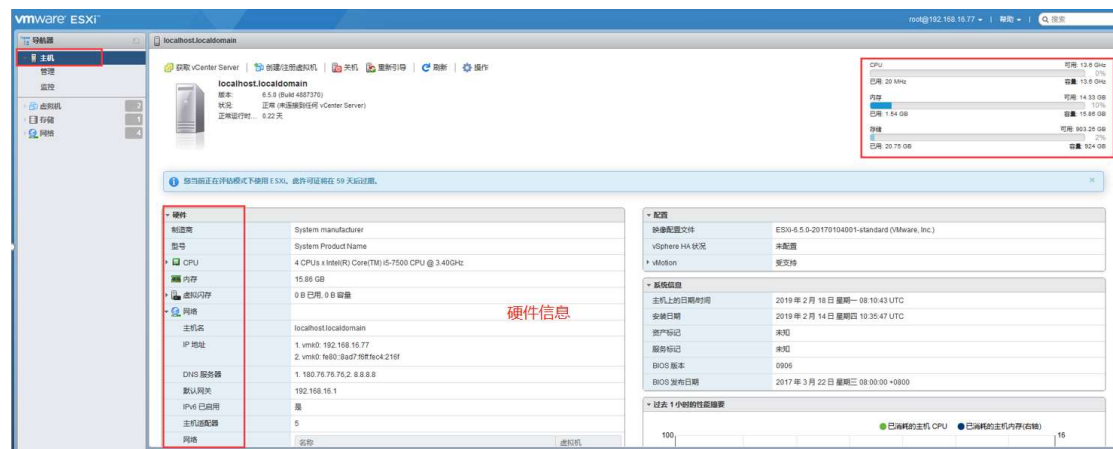 vmware ESXi
root@192.168.16.77 | 帮助 | 搜索
导航器
主机
管理
监控
虚拟机 2
存储 1
网络 4
localhost.localdomain
获取 vCenter Server | 创建/注册虚拟机 | 关机 重新引导 | 刷新 | 操作
localhost.localdomain
版本: 6.5.0 (Build 4887370)
状况: 正常 (未连接到任何 vCenter Server)
正常运行时... 0.22 天
CPU 可用: 13.6 GHz
0%
已用: 20 MHz 容量: 13.6 GHz
内存 可用: 14.33 GB
10%
已用: 1.54 GB 容量: 15.86 GB
存储 可用: 903.25 GB
2%
已用: 20.75 GB 容量: 924 GB
您当前正在评估模式下使用 ESXi。此许可证将在 59 天后过期。
硬件
制造商 System manufacturer
型号 System Product Name
CPU 4 CPUs x Intel(R) Core(TM) i5-7500 CPU @ 3.40GHz
内存 15.86 GB
虚拟闪存 0 B 已用, 0 B 容量
网络
主机名 localhost.localdomain
IP 地址 1. vmk0: 192.168.16.77
2. vmk0: fe80::8ad7:f6ff:fec4:216f
DNS 服务器 1. 180.76.76.76,2. 8.8.8.8
默认网关 192.168.16.1
IPv6 已启用 是
主机适配器 5
网络 名称 虚拟机
硬件信息
配置
映像配置文件 ESXi-6.5.0-20170104001-standard (VMware, Inc.)
vSphere HA 状况 未配置
vMotion 受支持
系统信息
主机上的日期/时间 2019 年 2 月 18 日 星期一 08:10:43 UTC
安装日期 2019 年 2 月 14 日 星期四 10:35:47 UTC
资产标记 未知
服务标记 未知
BIOS 版本 0906
BIOS 发布日期 2017 年 3 月 22 日 星期三 08:00:00 +0800
过去 1 小时的性能摘要
已消耗的主机 CPU 已消耗的主机内存(右轴)
100 16